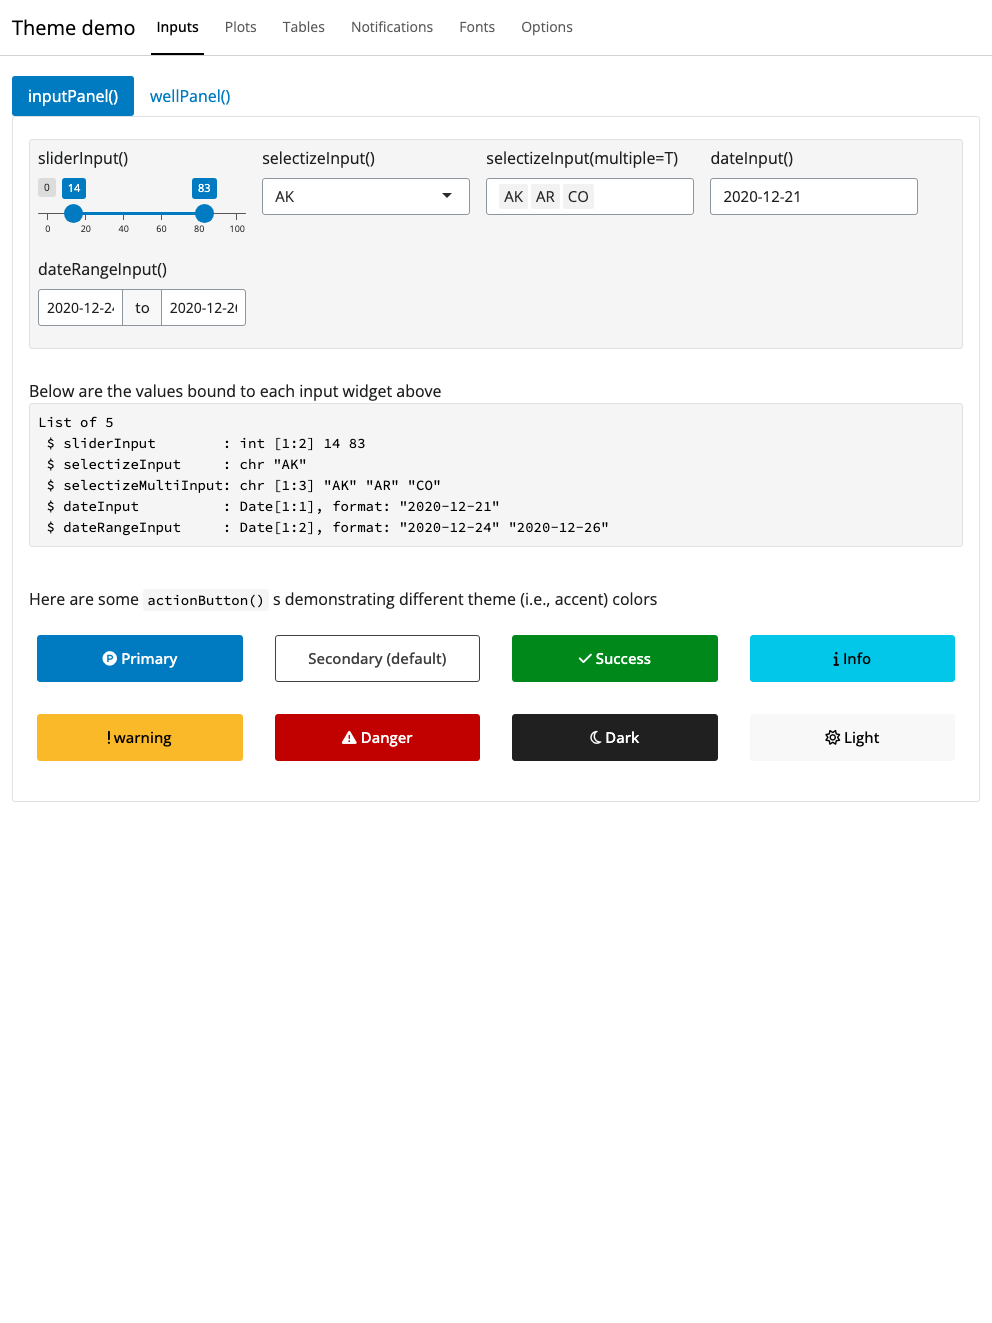 Theme demo Inputs Plots Tables Notifications Fonts Options
inputPanel() wellPanel()
sliderInput() selectizeInput() selectizeInput(multiple=T) dateInput()
0 14 83
AK AK AR CO 2020-12-21
0 20 40 60 80 100
dateRangeInput()
2020-12-24 to 2020-12-26
Below are the values bound to each input widget above
List of 5
$ sliderInput        : int [1:2] 14 83
$ selectizeInput     : chr "AK"
$ selectizeMultiInput: chr [1:3] "AK" "AR" "CO"
$ dateInput          : Date[1:1], format: "2020-12-21"
$ dateRangeInput     : Date[1:2], format: "2020-12-24" "2020-12-26"
Here are some actionButton() s demonstrating different theme (i.e., accent) colors
Primary Secondary (default) Success Info
warning Danger Dark Light